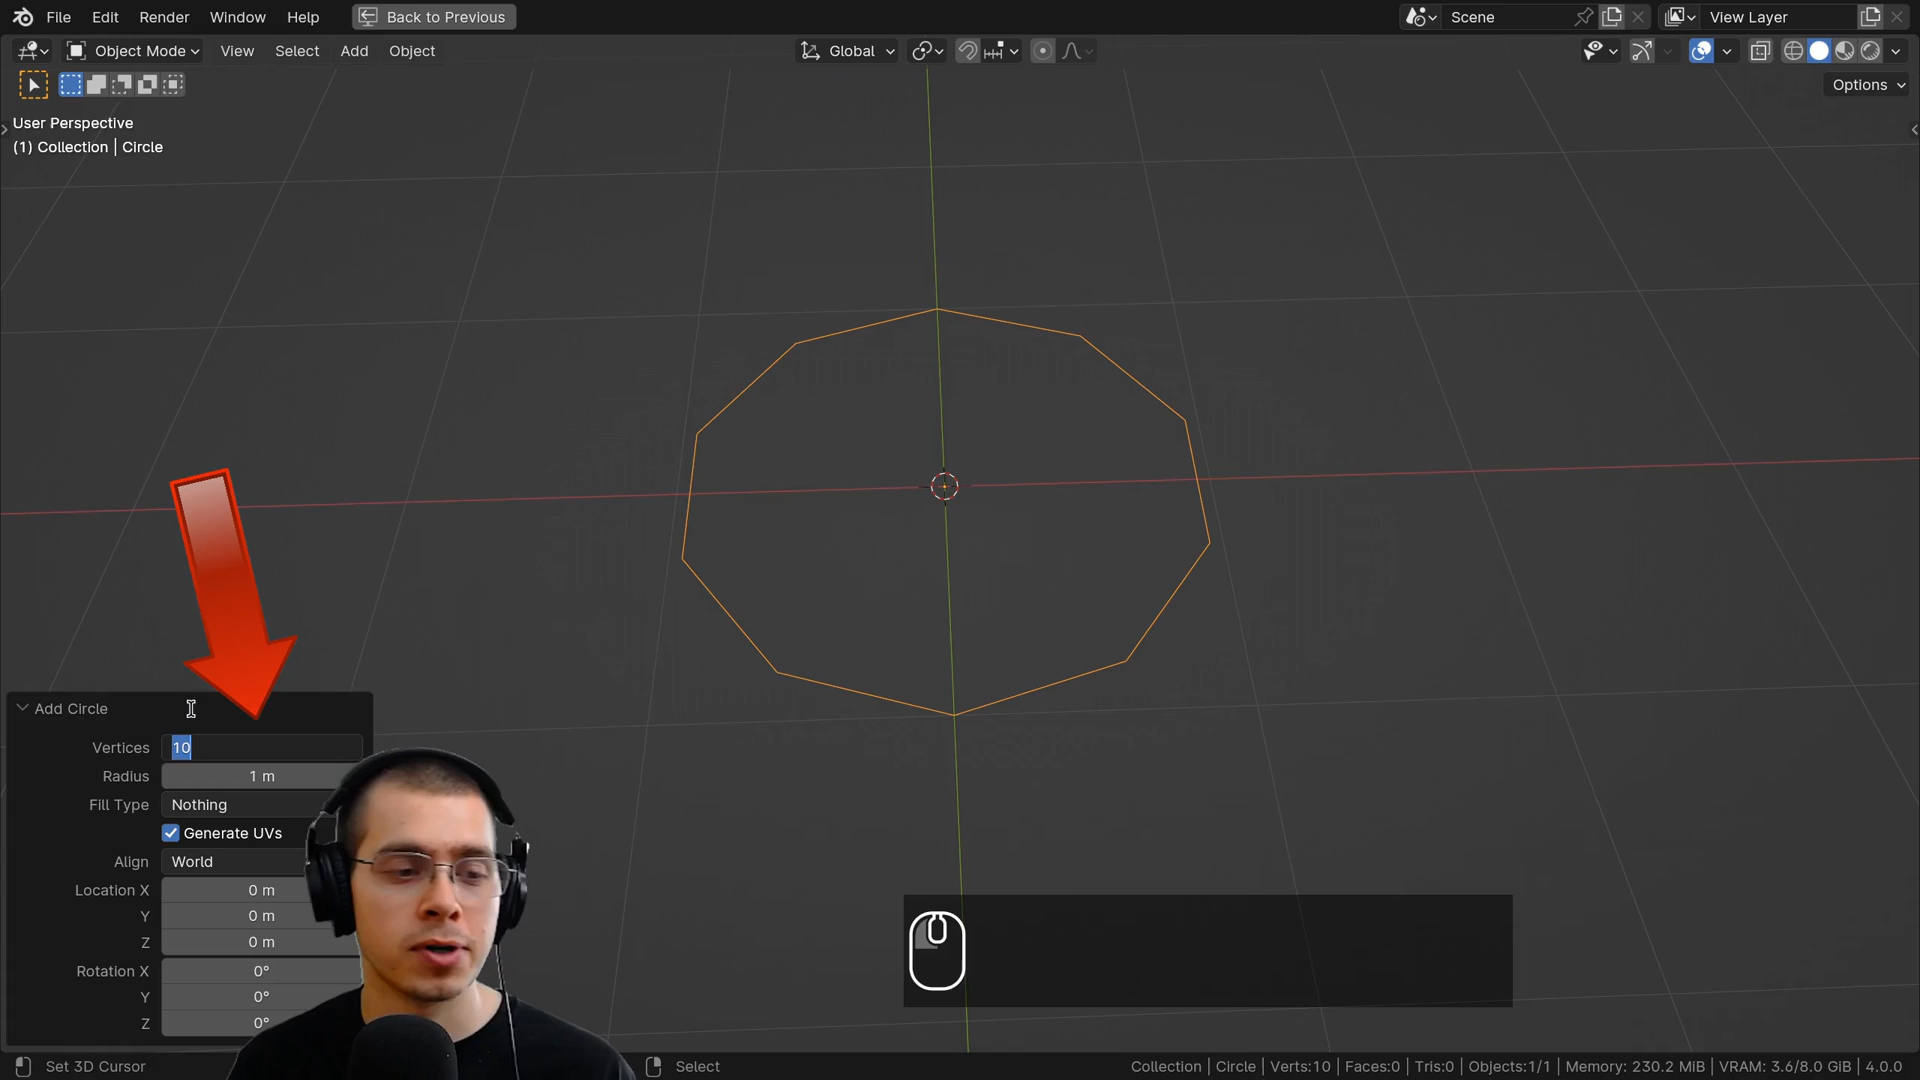 File Edit Render Window Help Back to Previous Scene View Layer
Object Mode View Select Add Object Global
Options
User Perspective
(1) Collection | Circle
Add Circle
Vertices 10
Radius 1 m
Fill Type Nothing
Generate UVs
Align World
Location X 0 m
Y 0 m
Z 0 m
Rotation X 0°
Y 0°
Z 0°
Set 3D Cursor Select Collection | Circle | Verts:10 | Faces:0 | Tris:0 | Objects:1/1 | Memory: 230.2 MiB | VRAM: 3.6/8.0 GiB | 4.0.0